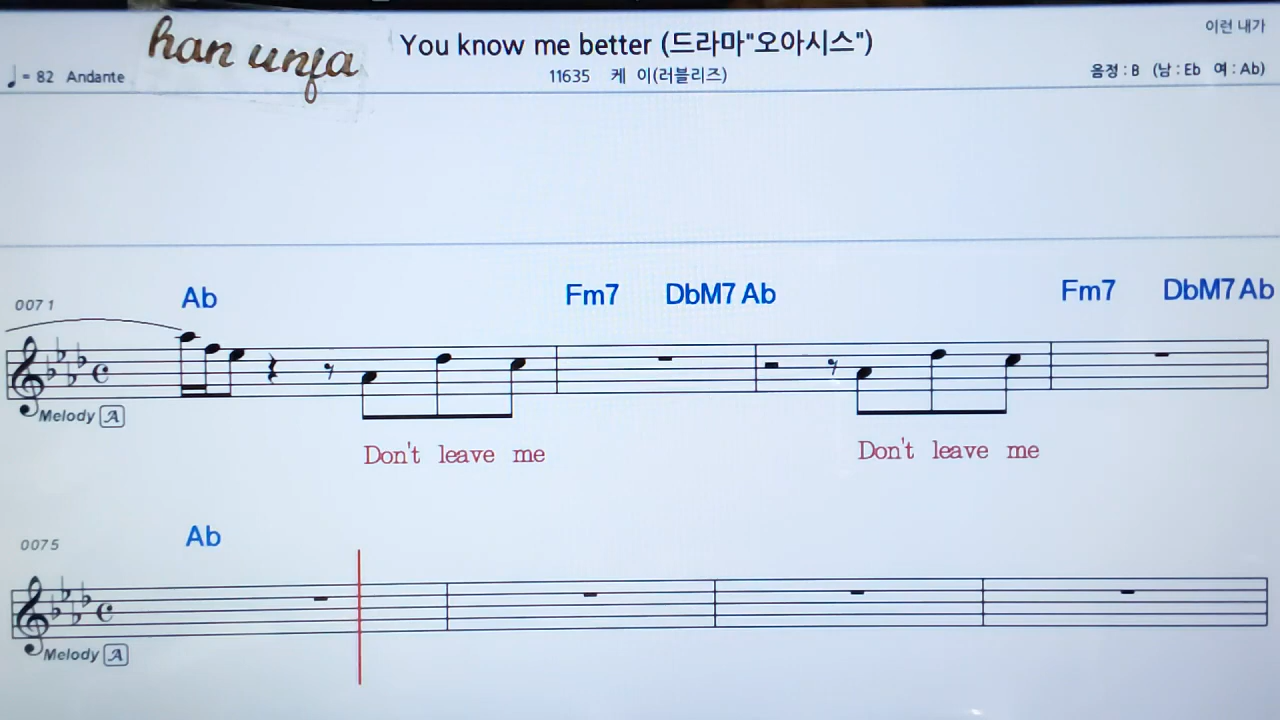 han unja
You know me better (드라마"오아시스")
이런 내가
♩= 82 Andante
11635 케 이(러블리즈)
음정 : B (남 : Eb 여 : Ab)
0071 Ab Fm7 DbM7 Ab Fm7 DbM7 Ab
Melody A
Don't leave me Don't leave me
0075 Ab
Melody A